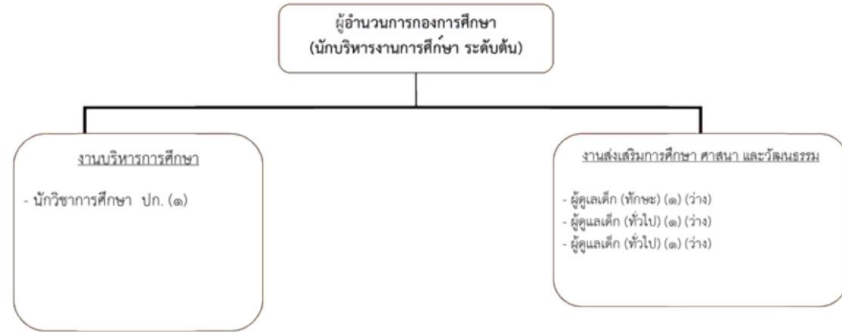 ผู้อำนวยการกองการศึกษา
(นักบริหารงานการศึกษา ระดับต้น)
งานบริหารการศึกษา
- นักวิชาการศึกษา ปก. (๑)
งานส่งเสริมการศึกษา ศาสนา และวัฒนธรรม
- ผู้ดูแลเด็ก (ทักษะ) (๑) (ว่าง)
- ผู้ดูแลเด็ก (ทั่วไป) (๑) (ว่าง)
- ผู้ดูแลเด็ก (ทั่วไป) (๑) (ว่าง)